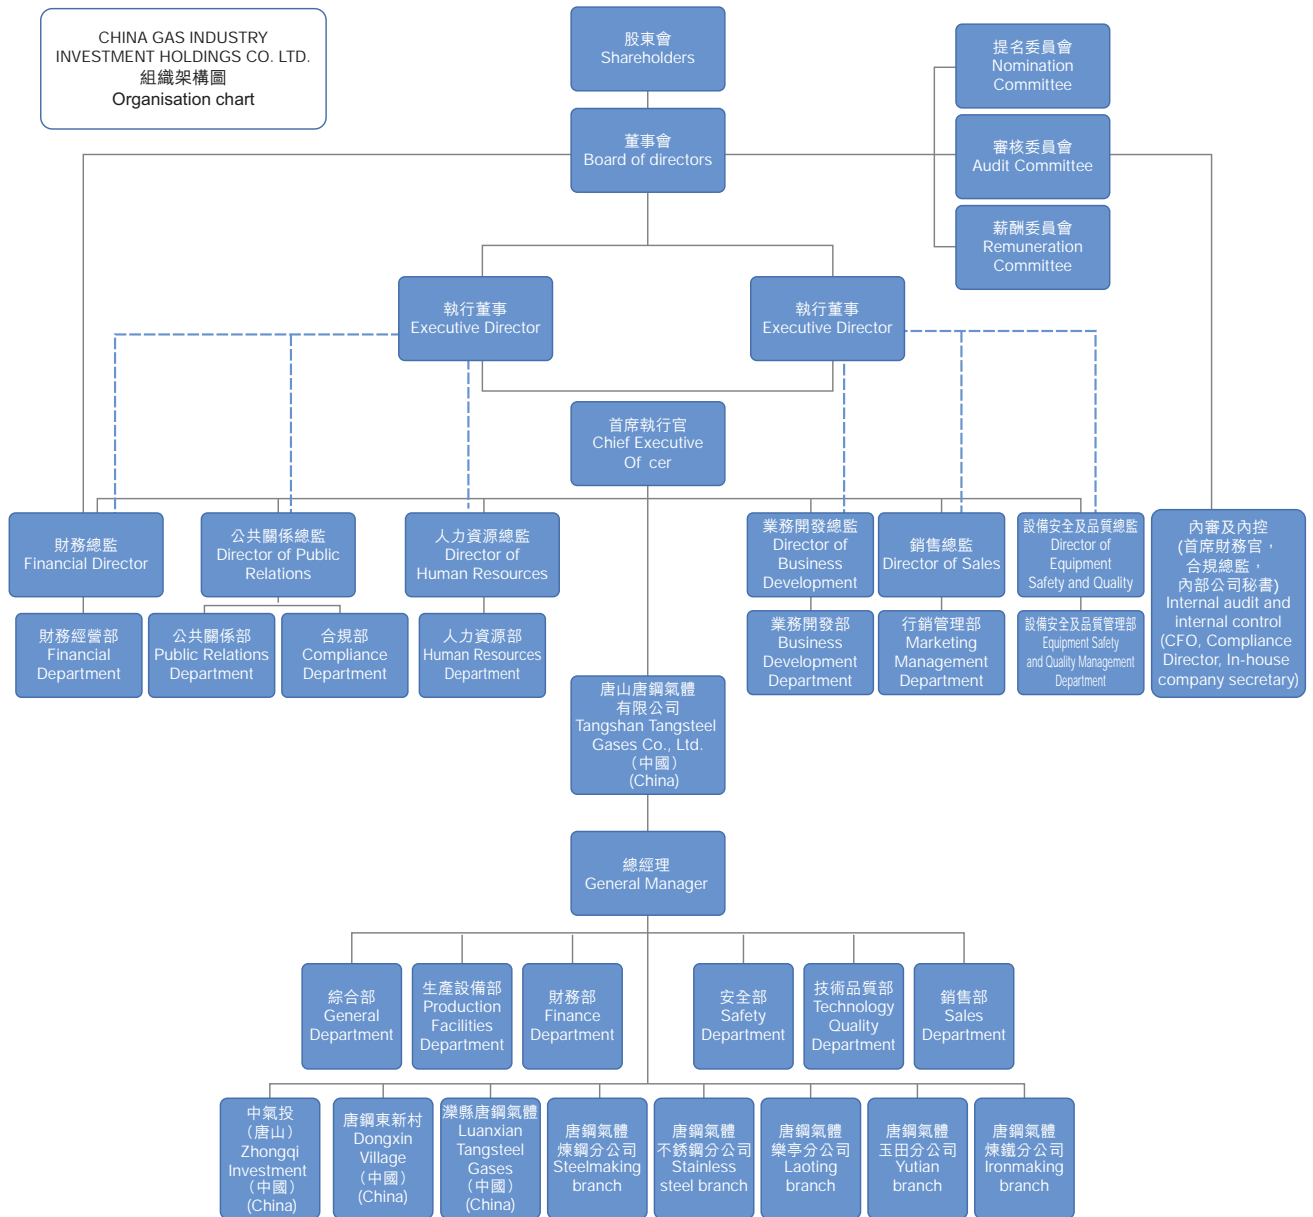 CHINA GAS INDUSTRY
INVESTMENT HOLDINGS CO. LTD.
組織架構圖
Organisation chart
股東會
Shareholders
提名委員會
Nomination
Committee
董事會
Board of directors
審核委員會
Audit Committee
薪酬委員會
Remuneration
Committee
執行董事
Executive Director
執行董事
Executive Director
首席執行官
Chief Executive
Of cer
財務總監
Financial Director
公共關係總監
Director of Public
Relations
人力資源總監
Director of
Human Resources
業務開發總監
Director of
Business
Development
銷售總監
Director of Sales
設備安全及品質總監
Director of
Equipment
Safety and Quality
內審及內控
(首席財務官，
合規總監，
內部公司秘書)
Internal audit and
internal control
(CFO, Compliance
Director, In-house
company secretary)
財務經營部
Financial
Department
公共關係部
Public Relations
Department
合規部
Compliance
Department
人力資源部
Human Resources
Department
業務開發部
Business
Development
Department
行銷管理部
Marketing
Management
Department
設備安全及品質管理部
Equipment Safety
and Quality Management
Department
唐山唐鋼氣體
有限公司
Tangshan Tangsteel
Gases Co., Ltd.
（中國）
(China)
總經理
General Manager
綜合部
General
Department
生產設備部
Production
Facilities
Department
財務部
Finance
Department
安全部
Safety
Department
技術品質部
Technology
Quality
Department
銷售部
Sales
Department
中氣投
（唐山）
Zhongqi
Investment
（中國）
(China)
唐鋼東新村
Dongxin
Village
（中國）
(China)
灤縣唐鋼氣體
Luanxian
Tangsteel
Gases
（中國）
(China)
唐鋼氣體
煉鋼分公司
Steelmaking
branch
唐鋼氣體
不銹鋼分公司
Stainless
steel branch
唐鋼氣體
樂亭分公司
Laoting
branch
唐鋼氣體
玉田分公司
Yutian
branch
唐鋼氣體
煉鐵分公司
Ironmaking
branch